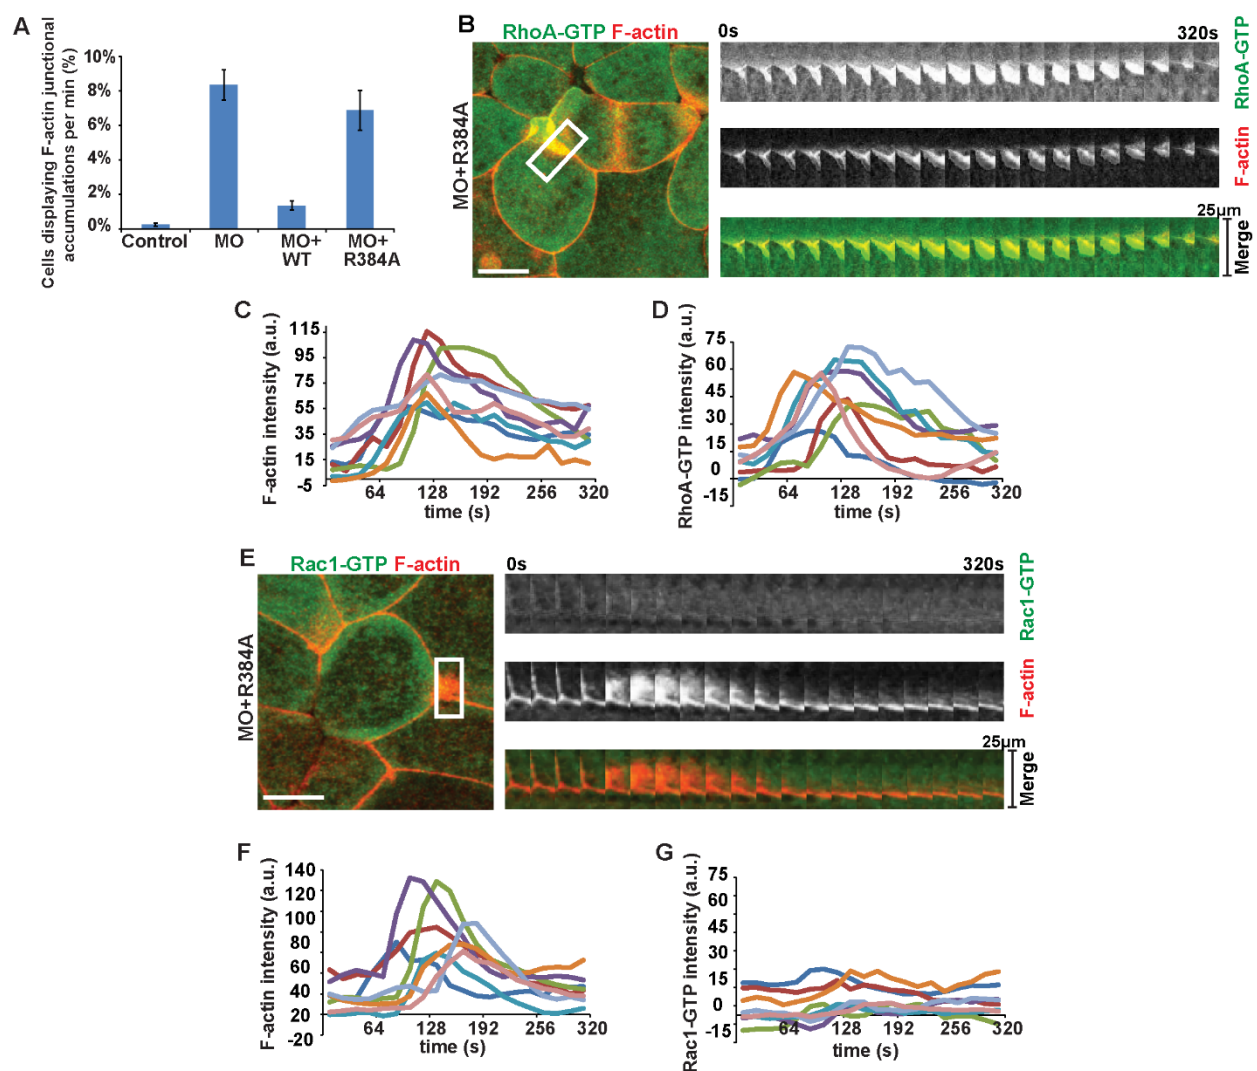 A
Cells displaying F-actin junctional
accumulations per min (%)
10%
8%
6%
4%
2%
0%
Control
MO
MO+
WT
MO+
R384A
B
RhoA-GTP F-actin
MO+R384A
0s
320s
RhoA-GTP
F-actin
25µm
Merge
C
F-actin intensity (a.u.)
115
95
75
55
35
15
-5
64
128
192
256
320
time (s)
D
RhoA-GTP intensity (a.u.)
75
60
45
30
15
0
-15
64
128
192
256
320
time (s)
E
Rac1-GTP F-actin
MO+R384A
0s
320s
Rac1-GTP
F-actin
25µm
Merge
F
F-actin intensity (a.u.)
140
120
100
80
60
40
20
-20
64
128
192
256
320
time (s)
G
Rac1-GTP intensity (a.u.)
75
60
45
30
15
0
-15
64
128
192
256
320
time (s)